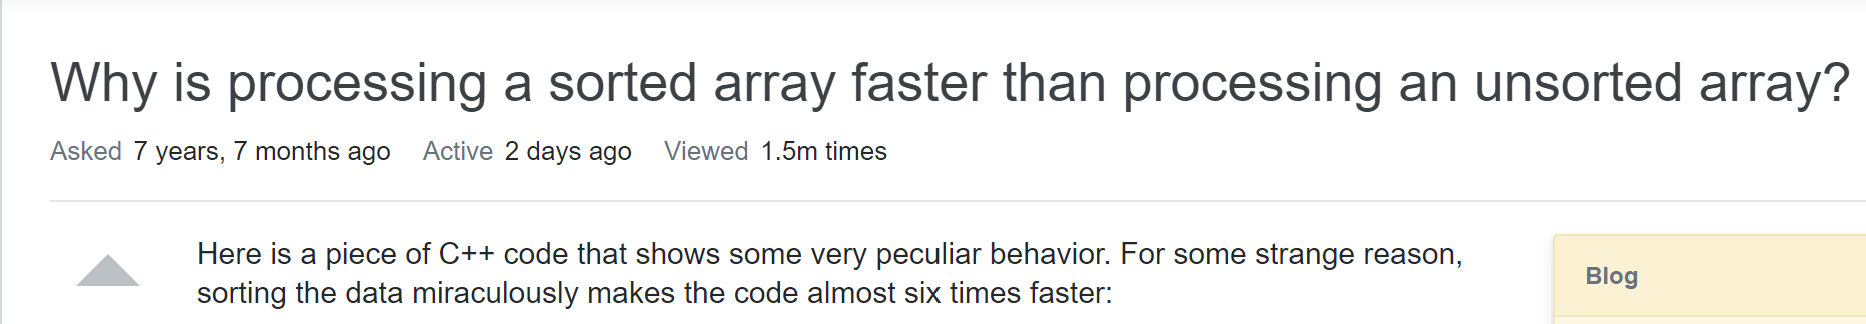 Why is processing a sorted array faster than processing an unsorted array?
Asked 7 years, 7 months ago Active 2 days ago Viewed 1.5m times
Here is a piece of C++ code that shows some very peculiar behavior. For some strange reason,
sorting the data miraculously makes the code almost six times faster:
Blog